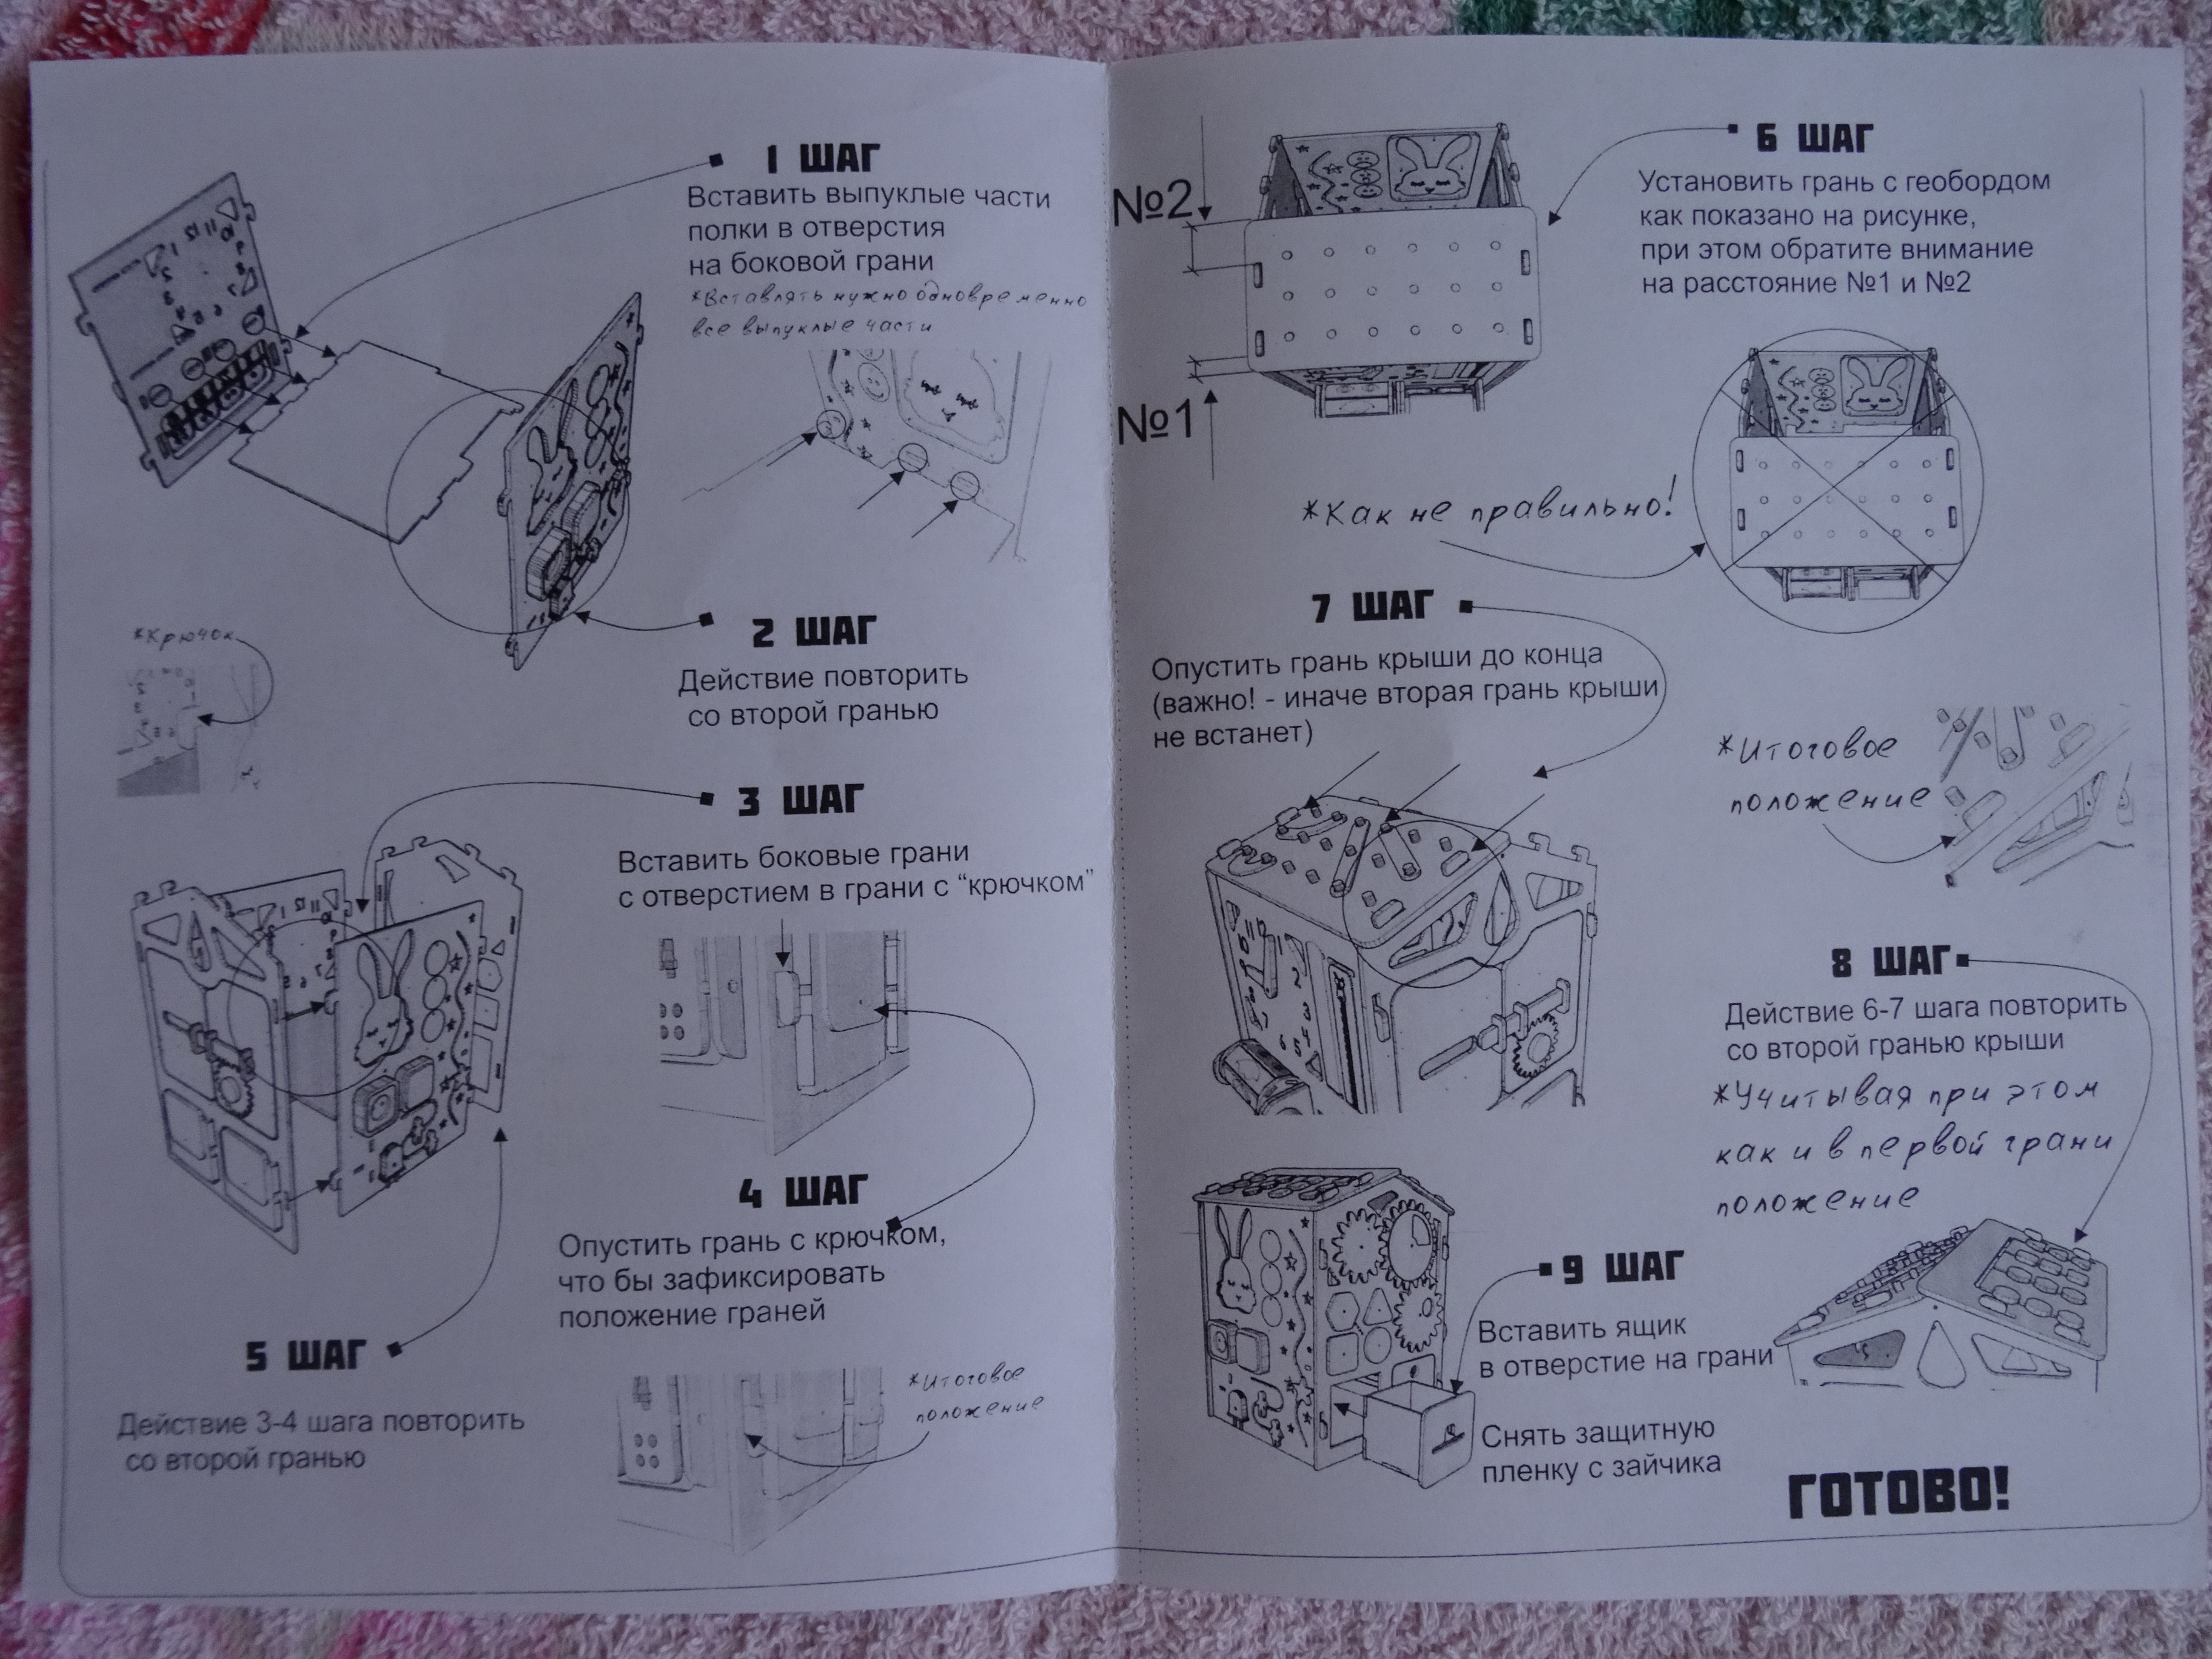 1 ШАГ
Вставить выпуклые части
полки в отверстия
на боковой грани
*Вставлять нужно одновременно
все выпуклые части
2 ШАГ
Действие повторить
со второй гранью
*Крючок
3 ШАГ
Вставить боковые грани
с отверстием в грани с “крючком”
4 ШАГ
Опустить грань с крючком,
что бы зафиксировать
положение граней
5 ШАГ
Действие 3-4 шага повторить
со второй гранью
*Итоговое
положение
6 ШАГ
Установить грань с геобордом
как показано на рисунке,
при этом обратите внимание
на расстояние №1 и №2
№2
№1
*Как не правильно!
7 ШАГ
Опустить грань крыши до конца
(важно! - иначе вторая грань крыши
не встанет)
*Итоговое
положение
8 ШАГ
Действие 6-7 шага повторить
со второй гранью крыши
*Учитывая при этом
как и в первой грани
положение
9 ШАГ
Вставить ящик
в отверстие на грани
Снять защитную
пленку с зайчика
ГОТОВО!